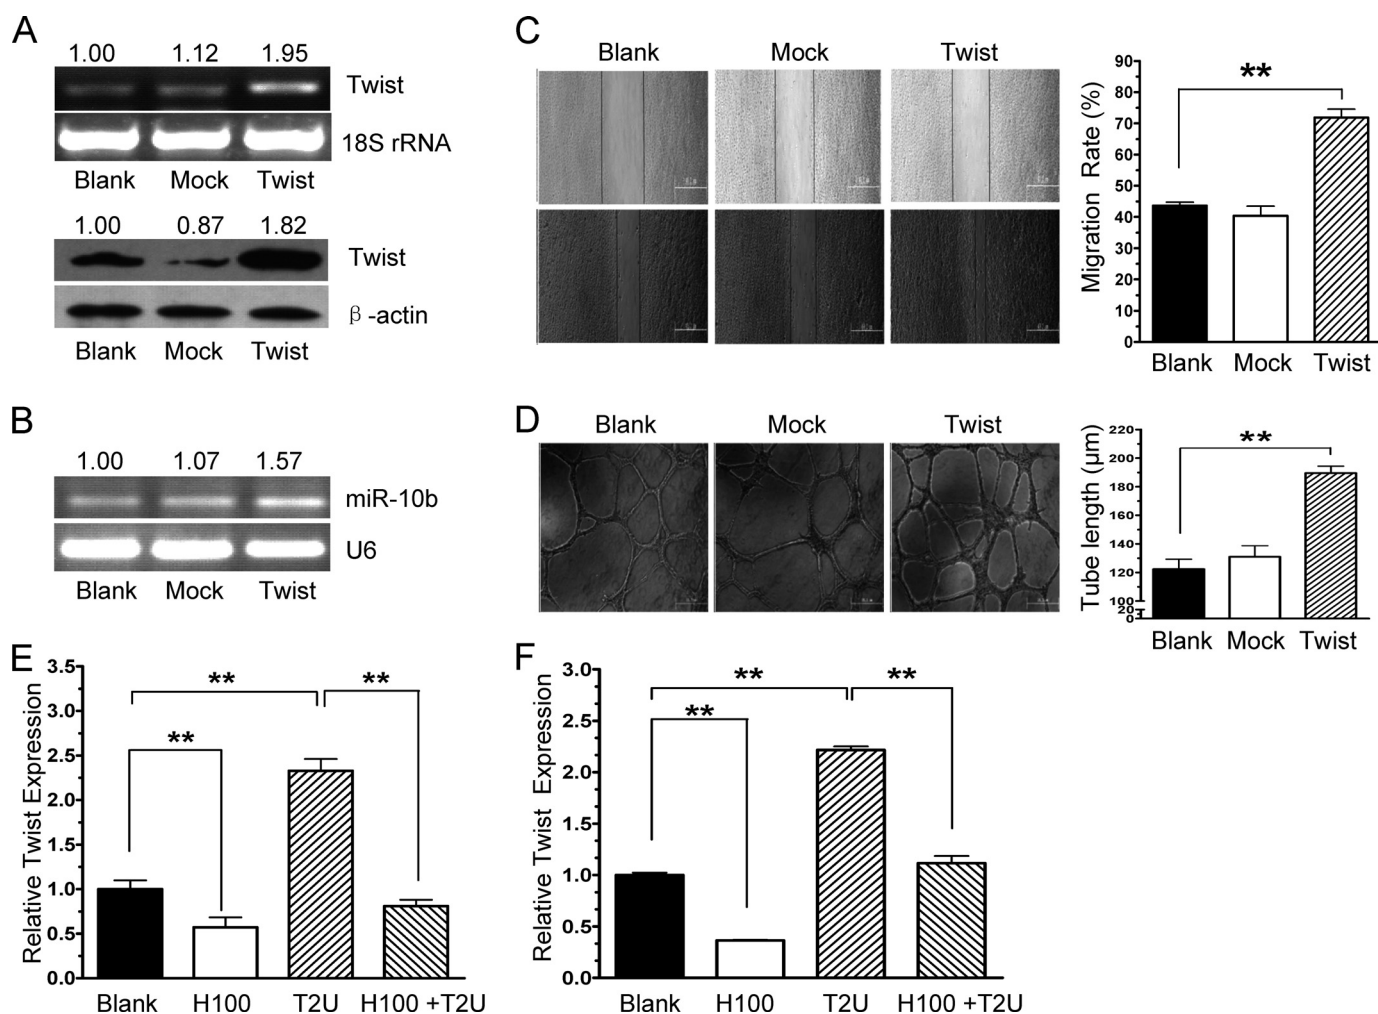 A
1.00 1.12 1.95
Twist
18S rRNA
Blank Mock Twist
1.00 0.87 1.82
Twist
β-actin
Blank Mock Twist
B
1.00 1.07 1.57
miR-10b
U6
Blank Mock Twist
C
Blank Mock Twist
**
Migration Rate (%)
90
80
70
60
50
40
30
20
10
0
Blank Mock Twist
D
Blank Mock Twist
**
Tube length (μm)
220
200
180
160
140
120
100
20
0
Blank Mock Twist
E
Relative Twist Expression
3.5
3.0
2.5
2.0
1.5
1.0
0.5
0.0
** **
**
Blank H100 T2U H100 +T2U
F
Relative Twist Expression
3.0
2.5
2.0
1.5
1.0
0.5
0.0
** **
**
Blank H100 T2U H100 +T2U